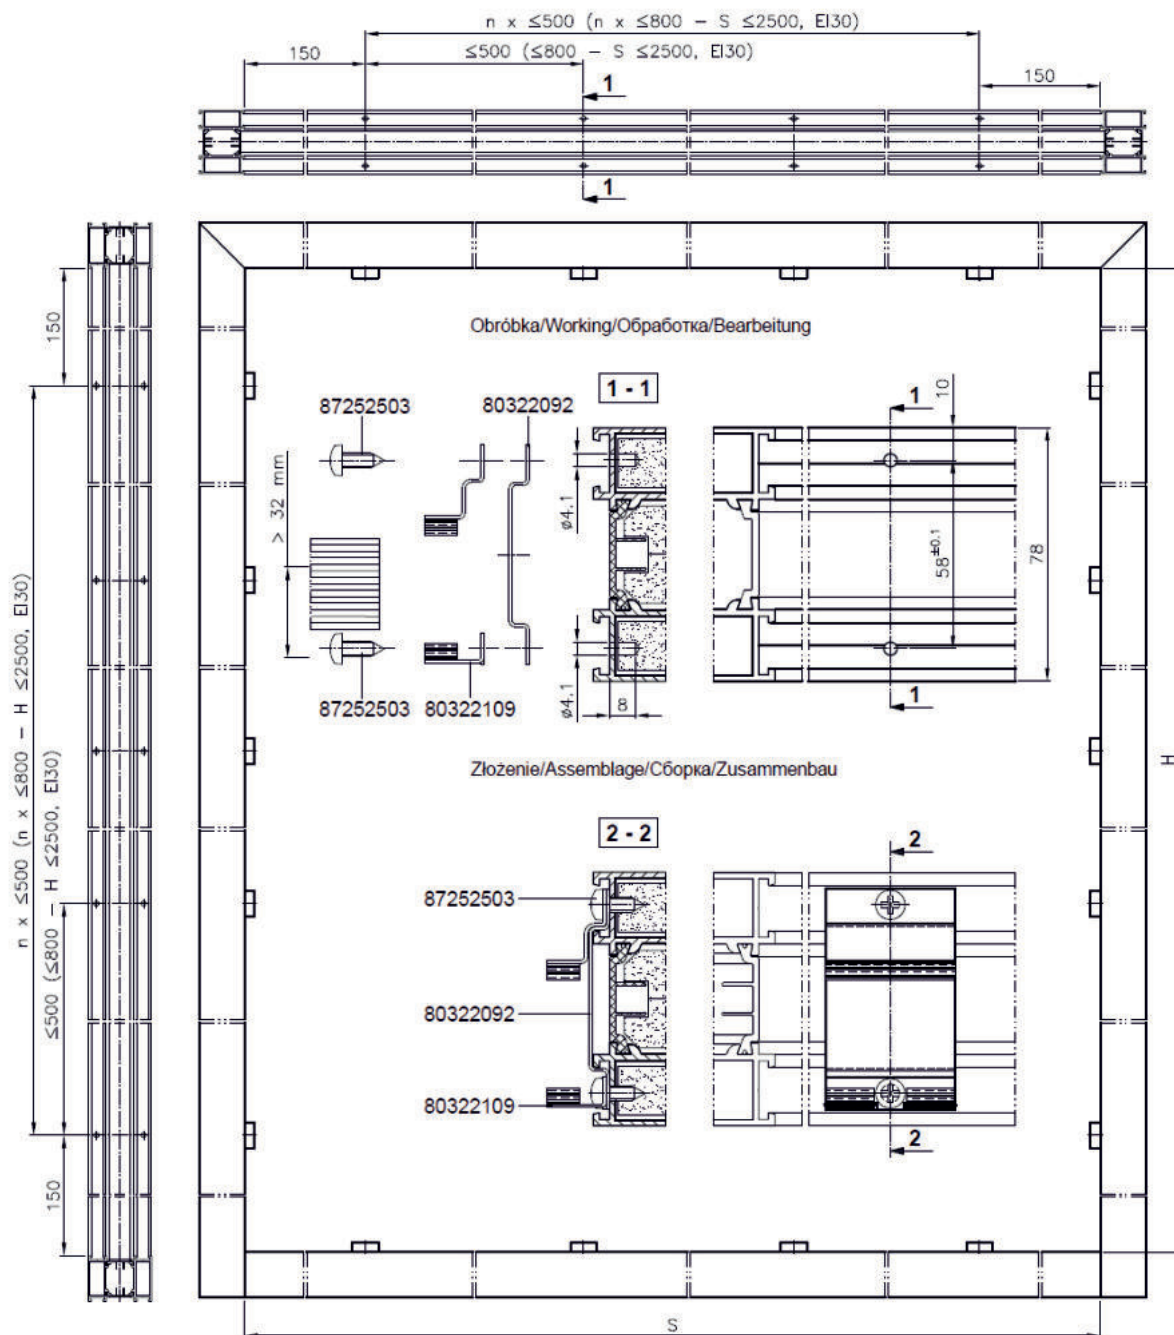 n x ≤500 (n x ≤800 – S ≤2500, EI30)
150
≤500 (≤800 – S ≤2500, EI30)
150
1
1
150
n x ≤500 (n x ≤800 – H ≤2500, EI30)
≤500 (≤800 – H ≤2500, EI30)
150
Obróbka/Working/Обработка/Bearbeitung
1 - 1
87252503
80322092
1
10
> 32 mm
ø4.1
58±0.1
78
ø4.1
8
87252503
80322109
1
H
Złożenie/Assemblage/Сборка/Zusammenbau
2 - 2
2
87252503
80322092
80322109
2
S